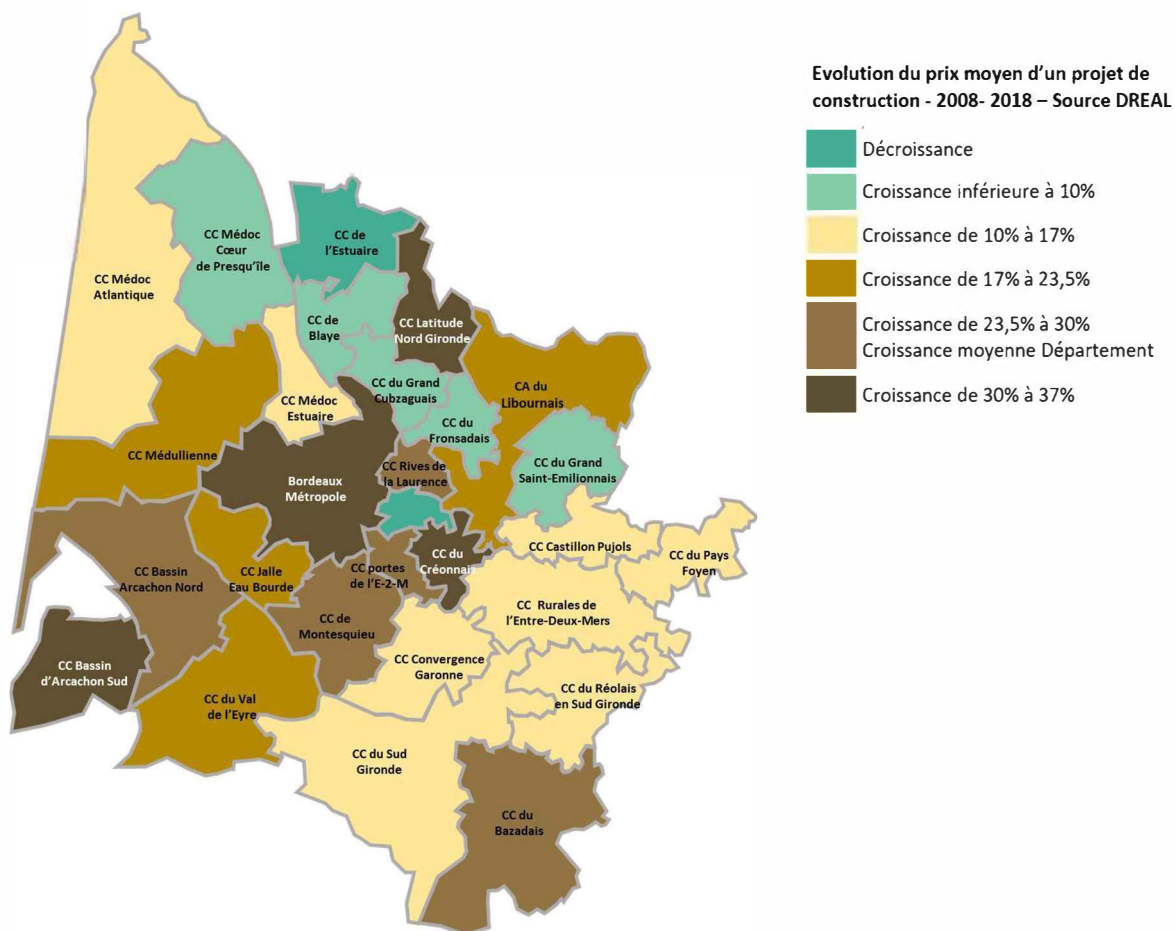 Evolution du prix moyen d'un projet de
construction - 2008- 2018 – Source DREAL
Décroissance
Croissance inférieure à 10%
Croissance de 10% à 17%
Croissance de 17% à 23,5%
Croissance de 23,5% à 30%
Croissance moyenne Département
Croissance de 30% à 37%
CC Médoc
Cœur
de Presqu'île
CC de
l'Estuaire
CC Médoc
Atlantique
CC de
Blaye
CC Latitude
Nord Gironde
CC du Grand
Cubzaguais
CA du
Libournais
CC Médoc
Estuaire
CC du
Fronsadais
CC Médullienne
CC Rives de
la Laurence
CC du Grand
Saint-Emilionnais
Bordeaux
Métropole
CC Castillon Pujols
CC du Pays
Foyen
CC du
Créonnais
CC Bassin
Arcachon Nord
CC Jalle
Eau Bourde
CC portes
de l'E-2-M
CC Rurales de
l'Entre-Deux-Mers
CC de
Montesquieu
CC Bassin
d'Arcachon Sud
CC Convergence
Garonne
CC du Réolais
en Sud Gironde
CC du Val
de l'Eyre
CC du Sud
Gironde
CC du
Bazadais